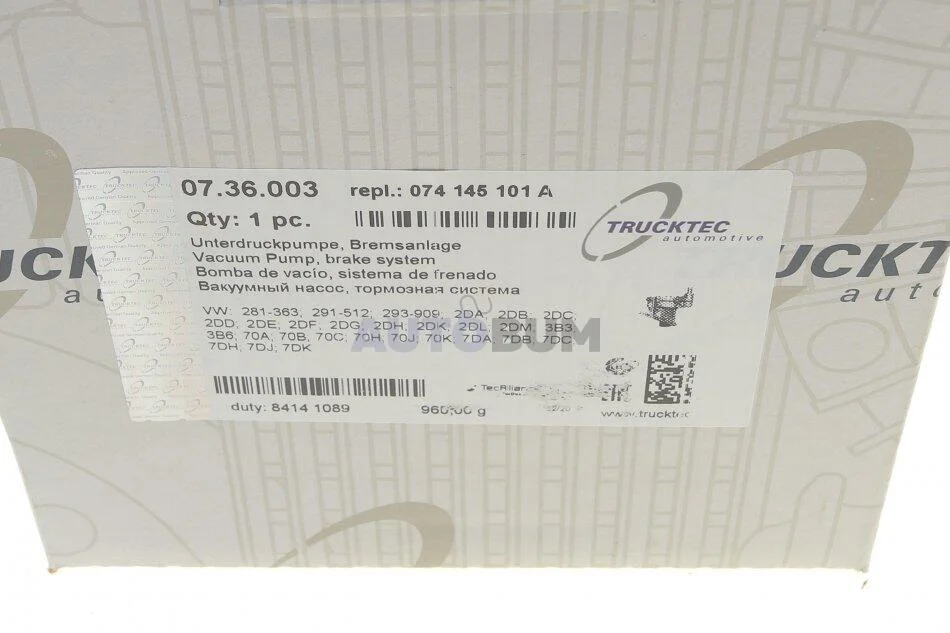 07.36.003 repl.: 074 145 101 A
Qty: 1 pc.
TRUCKTEC
automotive
Unterdruckpumpe, Bremsanlage
Vacuum Pump, brake system
Bomba de vacío, sistema de frenado
Вакуумный насос, тормозная система
VW: 281-363, 291-512, 293-909, 2DA, 2DB, 2DC,
2DD, 2DE, 2DF, 2DG, 2DH, 2DK, 2DL, 2DM, 3B3,
3B6, 70A, 70B, 70C, 70H, 70J, 70K, 7DA, 7DB, 7DC,
7DH, 7DJ, 7DK
AUTOBUM
duty: 8414 1089 960,00 g
www.trucktec
UCK
auto